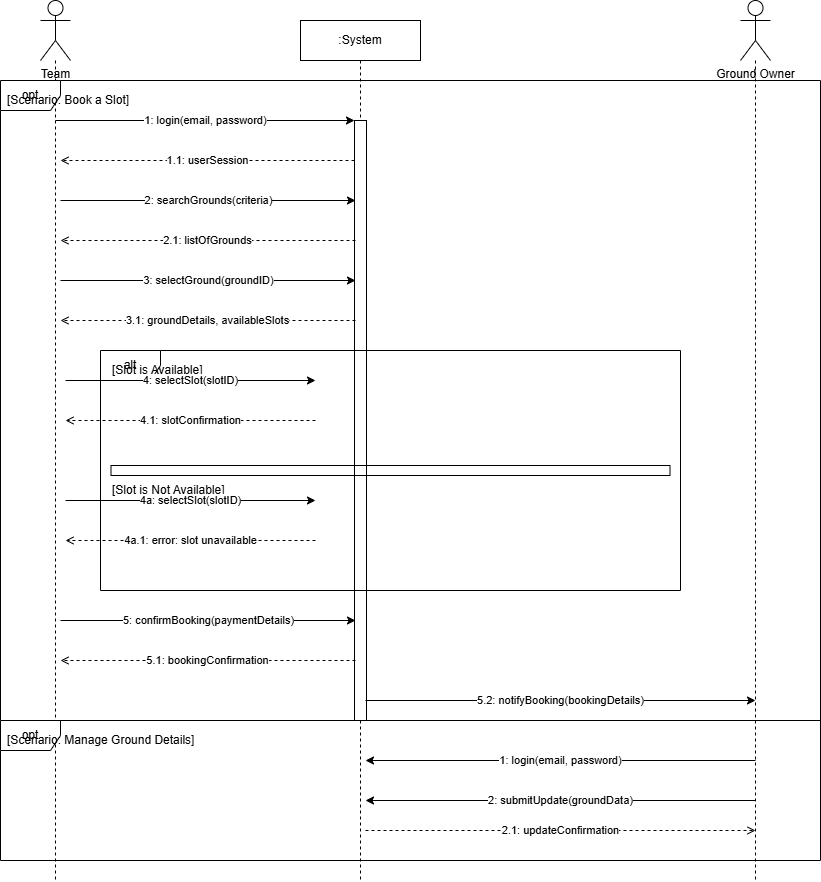 :System
Team
Ground Owner
opt
[Scenario: Book a Slot]
1: login(email, password)
1.1: userSession
2: searchGrounds(criteria)
2.1: listOfGrounds
3: selectGround(groundID)
3.1: groundDetails, availableSlots
alt
[Slot is Available]
4: selectSlot(slotID)
4.1: slotConfirmation
[Slot is Not Available]
4a: selectSlot(slotID)
4a.1: error: slot unavailable
5: confirmBooking(paymentDetails)
5.1: bookingConfirmation
5.2: notifyBooking(bookingDetails)
opt
[Scenario: Manage Ground Details]
1: login(email, password)
2: submitUpdate(groundData)
2.1: updateConfirmation